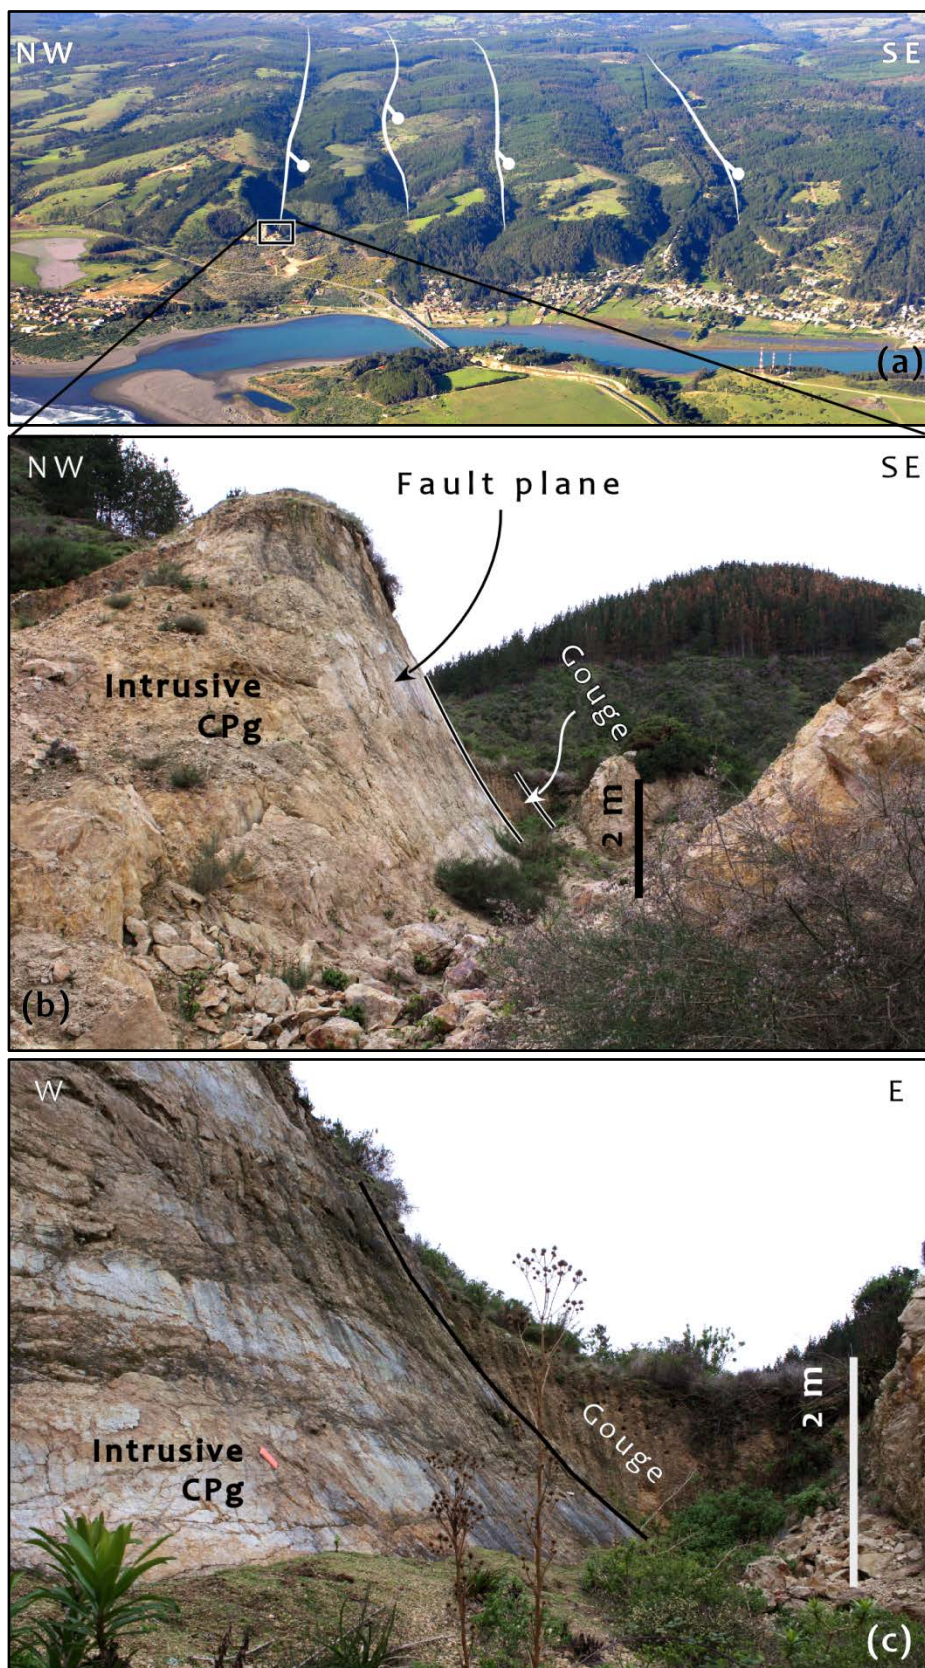 NW
SE
(a)
NW
SE
Fault plane
Gouge
Intrusive
CPg
2 m
(b)
W
E
2 m
Gouge
Intrusive
CPg
(c)